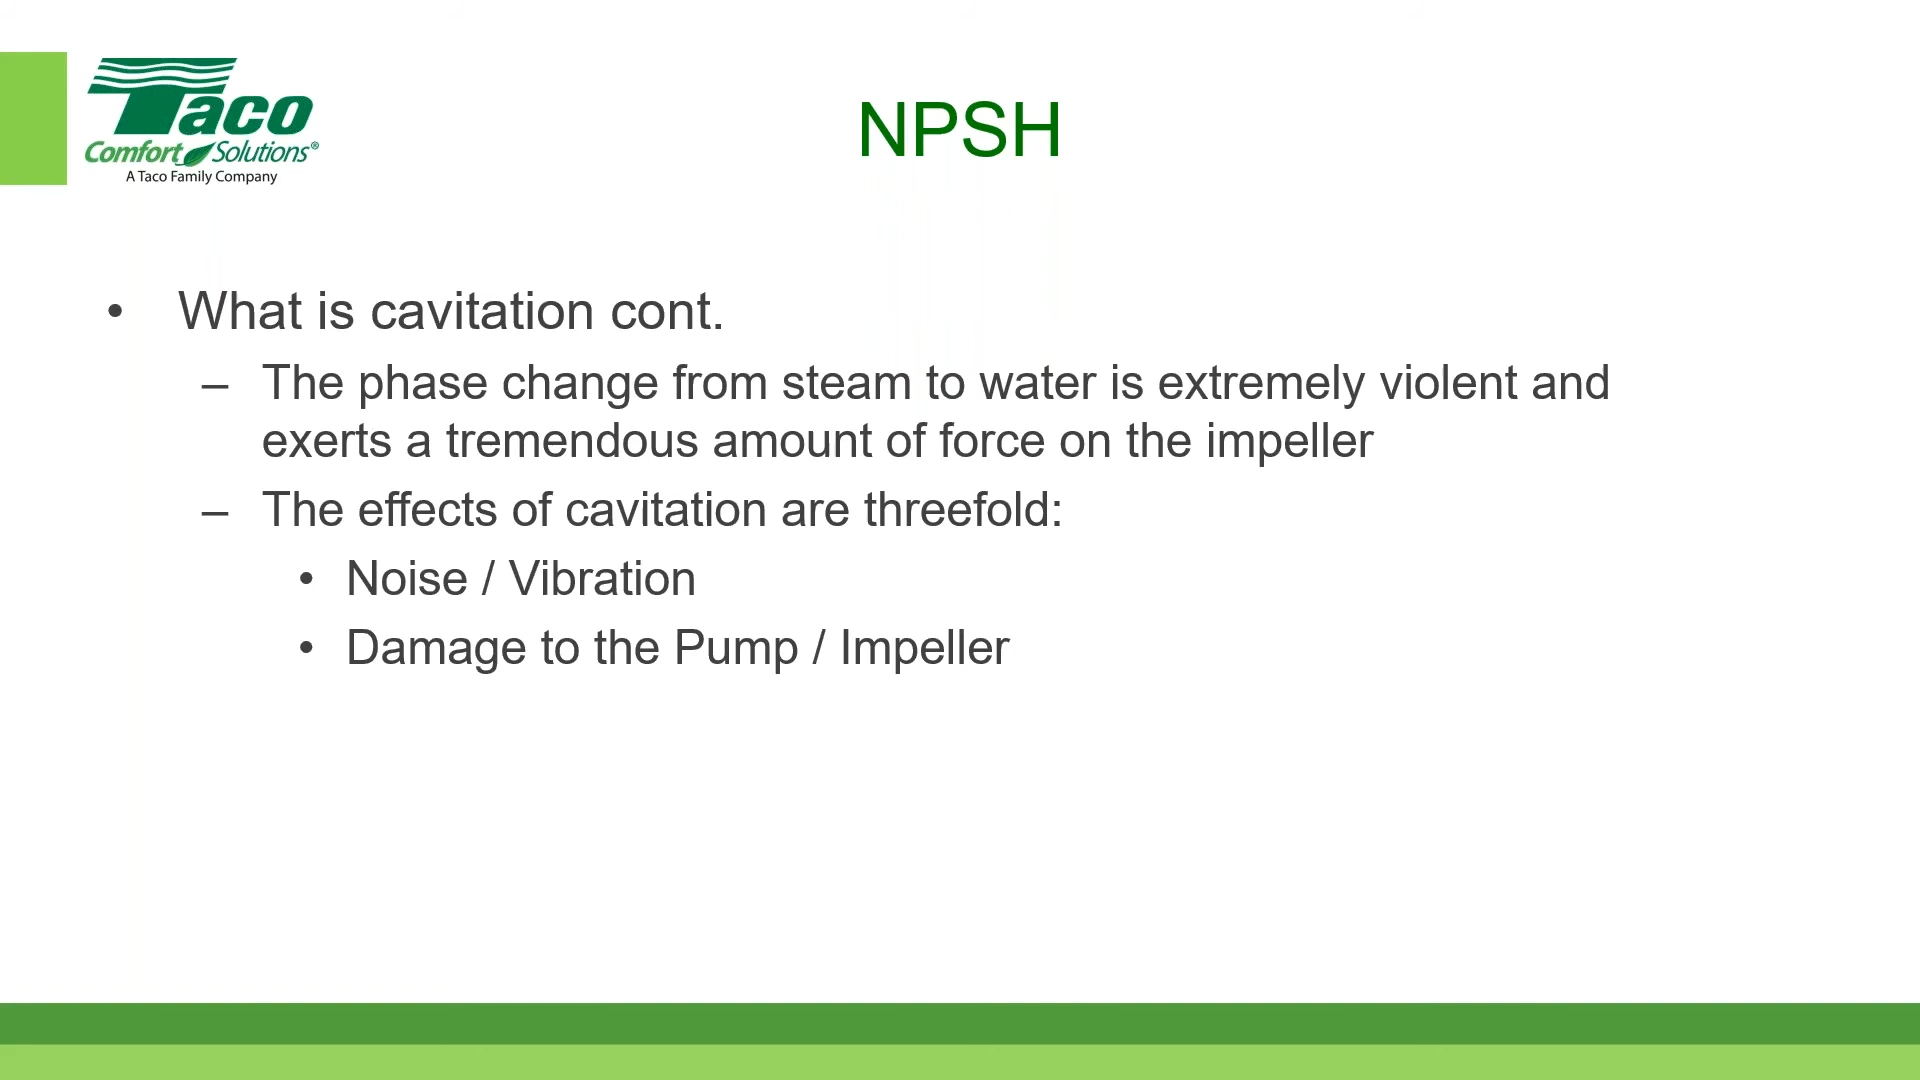 Taco
Comfort Solutions®
A Taco Family Company
NPSH
• What is cavitation cont.
– The phase change from steam to water is extremely violent and
exerts a tremendous amount of force on the impeller
– The effects of cavitation are threefold:
• Noise / Vibration
• Damage to the Pump / Impeller